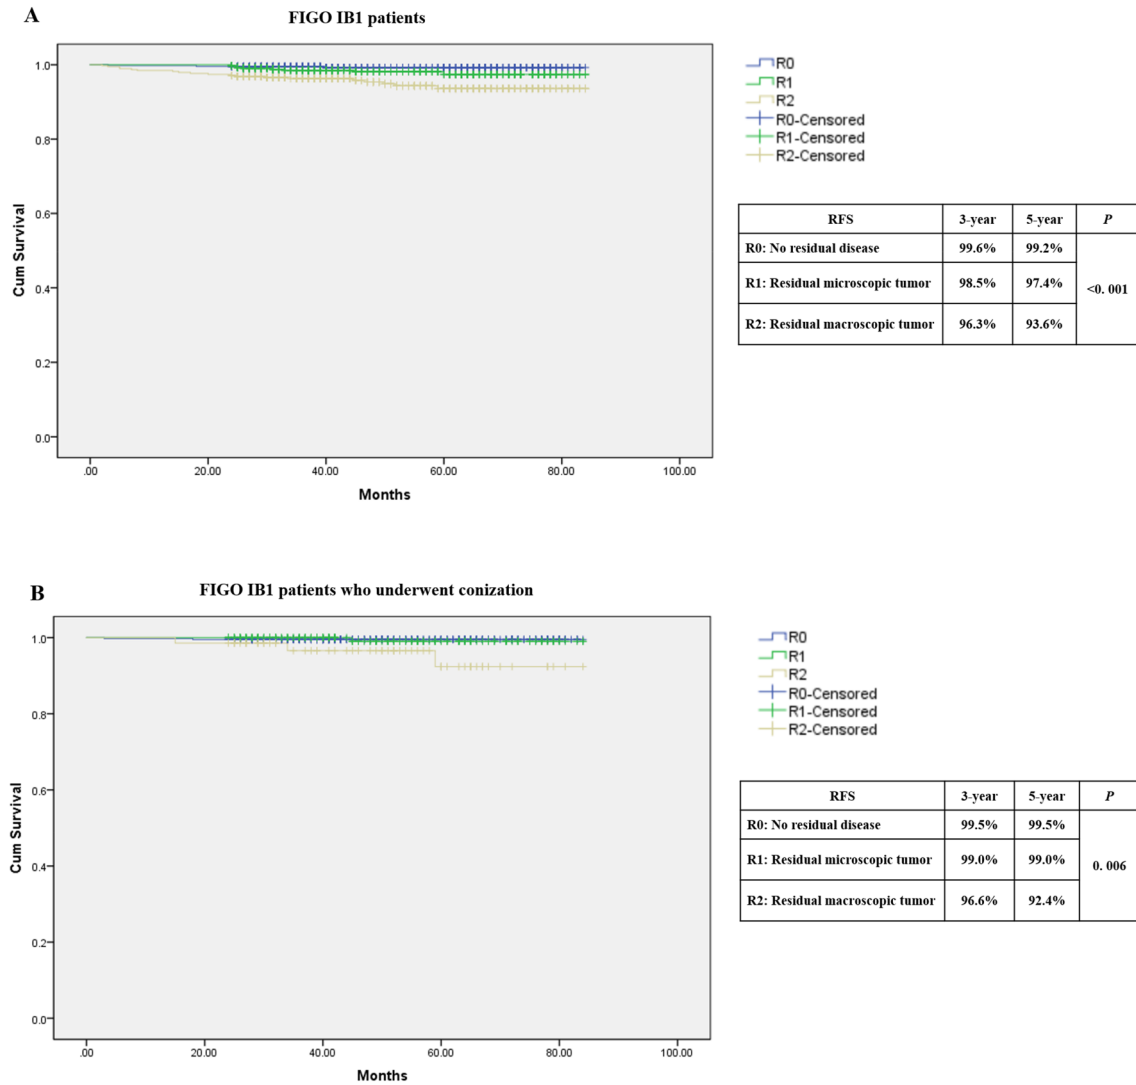 A
FIGO IB1 patients
1.0
0.8
0.6
0.4
0.2
0.0
Cum Survival
.00 20.00 40.00 60.00 80.00 100.00
Months
R0
R1
R2
R0-Censored
R1-Censored
R2-Censored
RFS 3-year 5-year P
R0: No residual disease 99.6% 99.2%
R1: Residual microscopic tumor 98.5% 97.4% <0. 001
R2: Residual macroscopic tumor 96.3% 93.6%
B
FIGO IB1 patients who underwent conization
1.0
0.8
0.6
0.4
0.2
0.0
Cum Survival
.00 20.00 40.00 60.00 80.00 100.00
Months
R0
R1
R2
R0-Censored
R1-Censored
R2-Censored
RFS 3-year 5-year P
R0: No residual disease 99.5% 99.5%
R1: Residual microscopic tumor 99.0% 99.0% 0. 006
R2: Residual macroscopic tumor 96.6% 92.4%